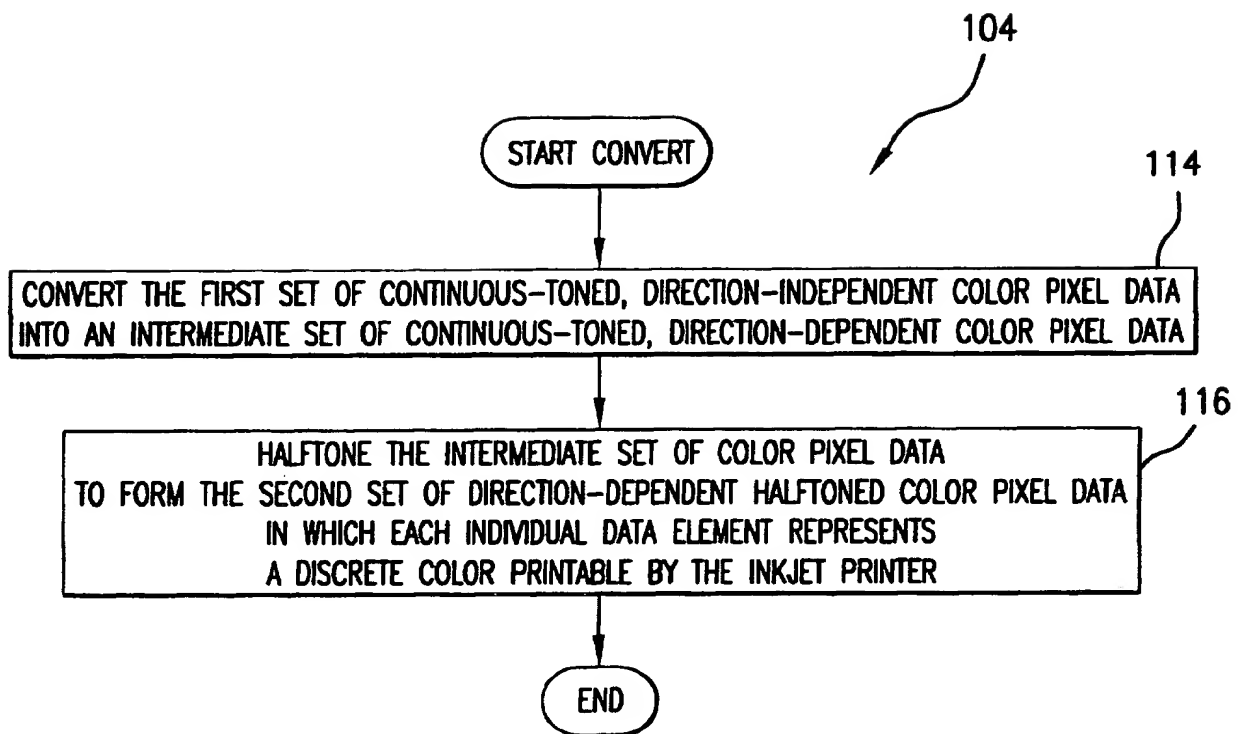 104
START CONVERT
114
CONVERT THE FIRST SET OF CONTINUOUS-TONED, DIRECTION-INDEPENDENT COLOR PIXEL DATA
INTO AN INTERMEDIATE SET OF CONTINUOUS-TONED, DIRECTION-DEPENDENT COLOR PIXEL DATA
116
HALFTONE THE INTERMEDIATE SET OF COLOR PIXEL DATA
TO FORM THE SECOND SET OF DIRECTION-DEPENDENT HALFTONED COLOR PIXEL DATA
IN WHICH EACH INDIVIDUAL DATA ELEMENT REPRESENTS
A DISCRETE COLOR PRINTABLE BY THE INKJET PRINTER
END